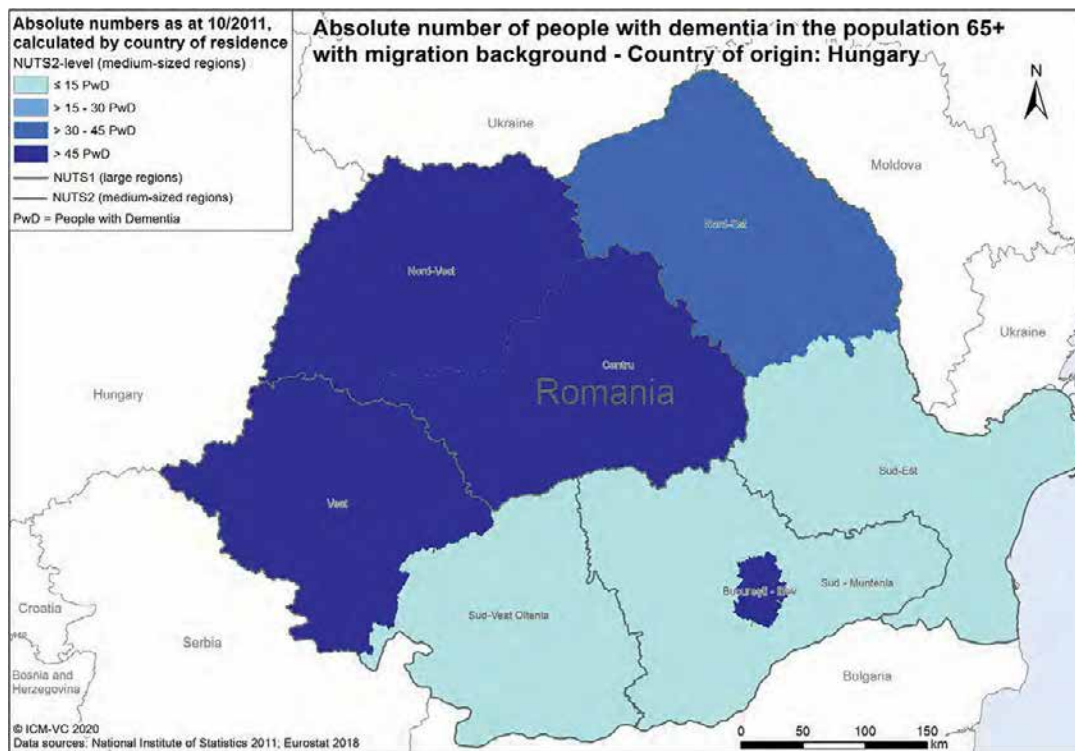 Absolute numbers as at 10/2011,
calculated by country of residence
NUTS2-level (medium-sized regions)
≤ 15 PwD
> 15 - 30 PwD
> 30 - 45 PwD
> 45 PwD
NUTS1 (large regions)
NUTS2 (medium-sized regions)
PwD = People with Dementia
Absolute number of people with dementia in the population 65+
with migration background - Country of origin: Hungary
N
Ukraine
Moldova
Nord-Est
Nord-Vest
Ukraine
Centru
Romania
Hungary
Sud-Est
Vest
Sud - Muntenia
București - Ilfov
Sud-Vest Oltenia
Croatia
Serbia
Bosnia and
Herzegovina
Bulgaria
© ICM-VC 2020
Data sources: National Institute of Statistics 2011; Eurostat 2018
0 50 100 150
km